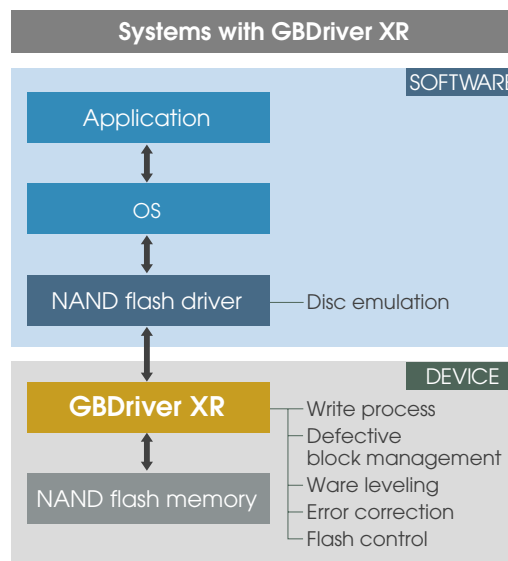 Systems with GBDriver XR
SOFTWARE
Application
OS
NAND flash driver
Disc emulation
DEVICE
GBDriver XR
Write process
Defective
block management
Ware leveling
NAND flash memory
Error correction
Flash control